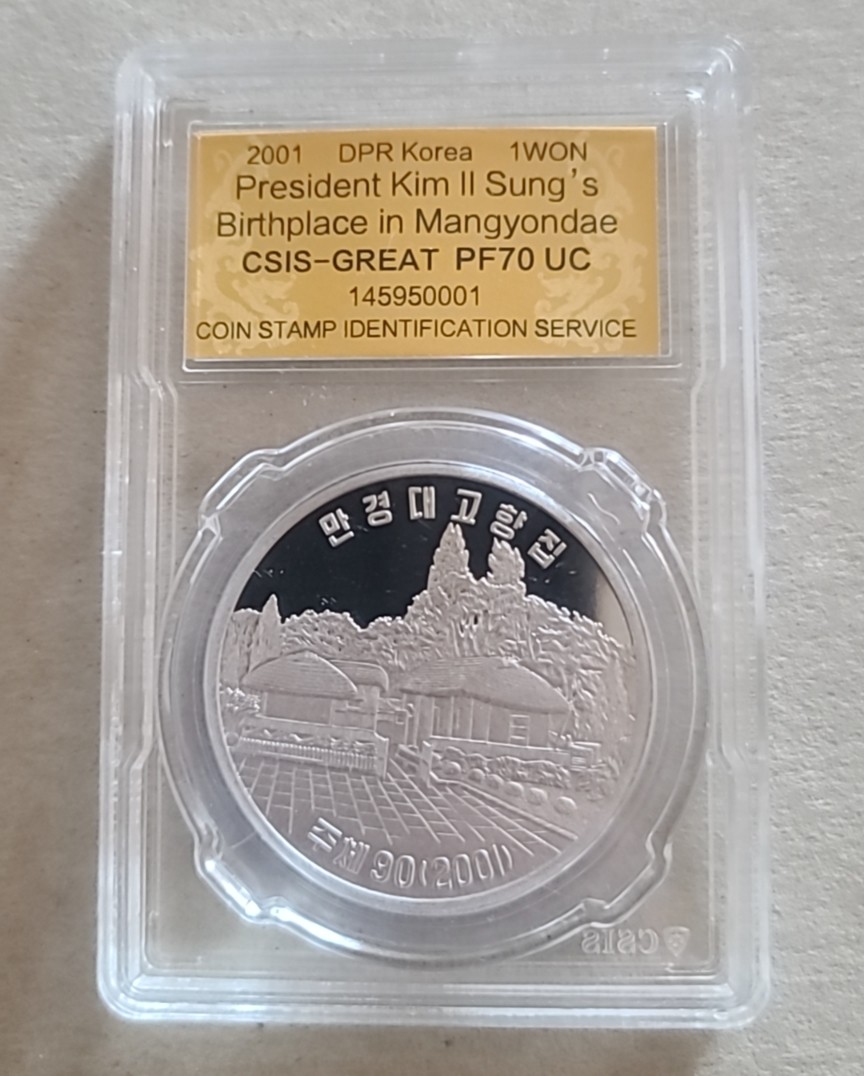 2001 DPR Korea 1WON
President Kim Il Sung's
Birthplace in Mangyondae
CSIS-GREAT PF70 UC
145950001
COIN STAMP IDENTIFICATION SERVICE
만경대고향집
주체90(2001)
CSIS